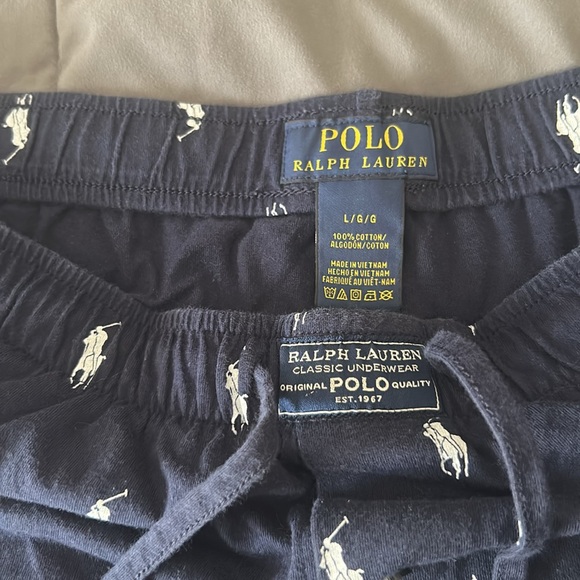 POLO
RALPH LAUREN
L/G/G
100% COTTON/
ALGODÓN/COTON
MADE IN VIETNAM
HECHO EN VIETNAM
FABRIQUÉ AU VIÊT-NAM
RALPH LAUREN
CLASSIC UNDERWEAR
ORIGINAL POLO QUALITY
EST. 1967